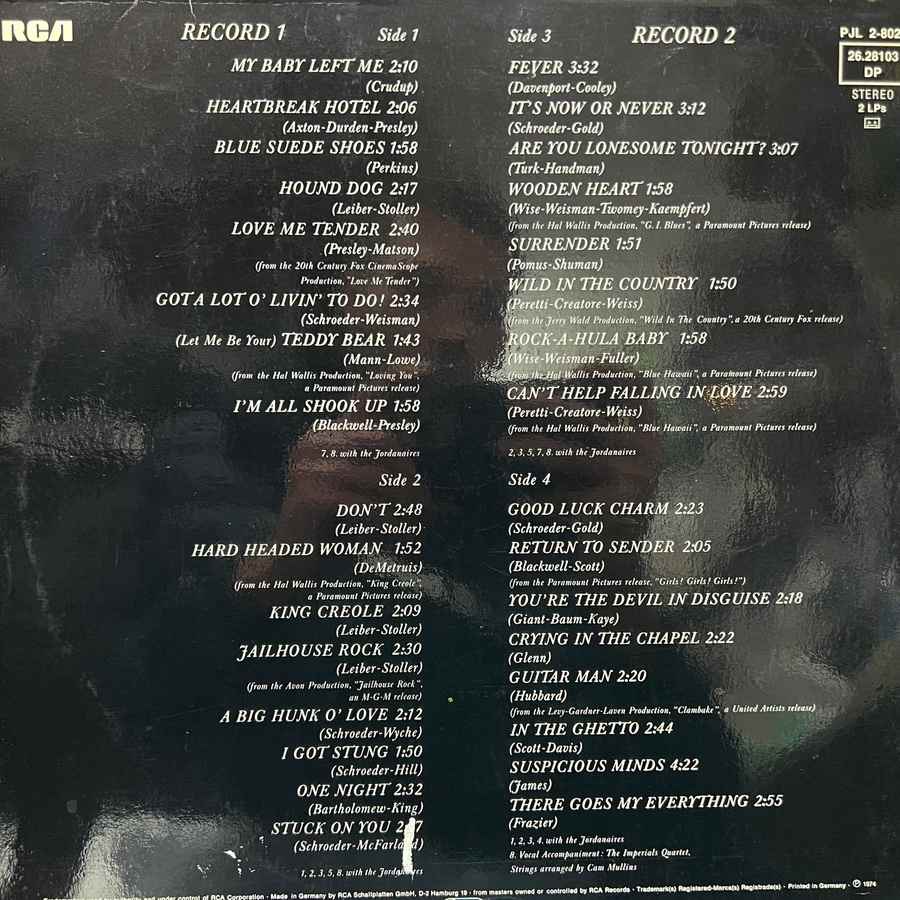 RCA
RECORD 1
Side 1
MY BABY LEFT ME 2:10
(Crudup)
HEARTBREAK HOTEL 2:06
(Axton-Durden-Presley)
BLUE SUEDE SHOES 1:58
(Perkins)
HOUND DOG 2:17
(Leiber-Stoller)
LOVE ME TENDER 2:40
(Presley-Matson)
(from the 20th Century Fox CinemaScope
Production, "Love Me Tender")
GOT A LOT O' LIVIN' TO DO! 2:34
(Schroeder-Weisman)
(Let Me Be Your) TEDDY BEAR 1:43
(Mann-Lowe)
(from the Hal Wallis Production, "Loving You",
a Paramount Pictures release)
I'M ALL SHOOK UP 1:58
(Blackwell-Presley)
7, 8. with the Jordanaires
Side 2
DON'T 2:48
(Leiber-Stoller)
HARD HEADED WOMAN 1:52
(DeMetruis)
(from the Hal Wallis Production, "King Creole",
a Paramount Pictures release)
KING CREOLE 2:09
(Leiber-Stoller)
JAILHOUSE ROCK 2:30
(Leiber-Stoller)
(from the Avon Production, "Jailhouse Rock",
an M-G-M release)
A BIG HUNK O' LOVE 2:12
(Schroeder-Wyche)
I GOT STUNG 1:50
(Schroeder-Hill)
ONE NIGHT 2:32
(Bartholomew-King)
STUCK ON YOU
(Schroeder-McFarland)
1, 2, 3, 5, 8. with the Jordanaires
Side 3
RECORD 2
FEVER 3:32
(Davenport-Cooley)
IT'S NOW OR NEVER 3:12
(Schroeder-Gold)
ARE YOU LONESOME TONIGHT? 3:07
(Turk-Handman)
WOODEN HEART 1:58
(Wise-Weisman-Twomey-Kaempfert)
(from the Hal Wallis Production, "G. I. Blues", a Paramount Pictures release)
SURRENDER 1:51
(Pomus-Shuman)
WILD IN THE COUNTRY 1:50
(Peretti-Creatore-Weiss)
(from the Jerry Wald Production, "Wild In The Country", a 20th Century Fox release)
ROCK-A-HULA BABY 1:58
(Wise-Weisman-Fuller)
(from the Hal Wallis Production, "Blue Hawaii", a Paramount Pictures release)
CAN'T HELP FALLING IN LOVE 2:59
(Peretti-Creatore-Weiss)
(from the Hal Wallis Production, "Blue Hawaii", a Paramount Pictures release)
2, 3, 5, 7, 8. with the Jordanaires
Side 4
GOOD LUCK CHARM 2:23
(Schroeder-Gold)
RETURN TO SENDER 2:05
(Blackwell-Scott)
(from the Paramount Pictures release, "Girls! Girls! Girls!")
YOU'RE THE DEVIL IN DISGUISE 2:18
(Giant-Baum-Kaye)
CRYING IN THE CHAPEL 2:22
(Glenn)
GUITAR MAN 2:20
(Hubbard)
(from the Levy-Gardner-Laven Production, "Clambake", a United Artists release)
IN THE GHETTO 2:44
(Scott-Davis)
SUSPICIOUS MINDS 4:22
(James)
THERE GOES MY EVERYTHING 2:55
(Frazier)
1, 2, 3, 4. with the Jordanaires
8. Vocal Accompaniment: The Imperials Quartet,
Strings arranged by Cam Mullins
PJL 2-802
26.28103
DP
STEREO
2 LPs
and under control of RCA Corporation · Made in Germany by RCA Schallplatten GmbH, D-2 Hamburg 19 · from masters owned or controlled by RCA Records · Trademark(s) Registered-Marca(s) Registrada(s) · Printed in Germany · ℗ 1974